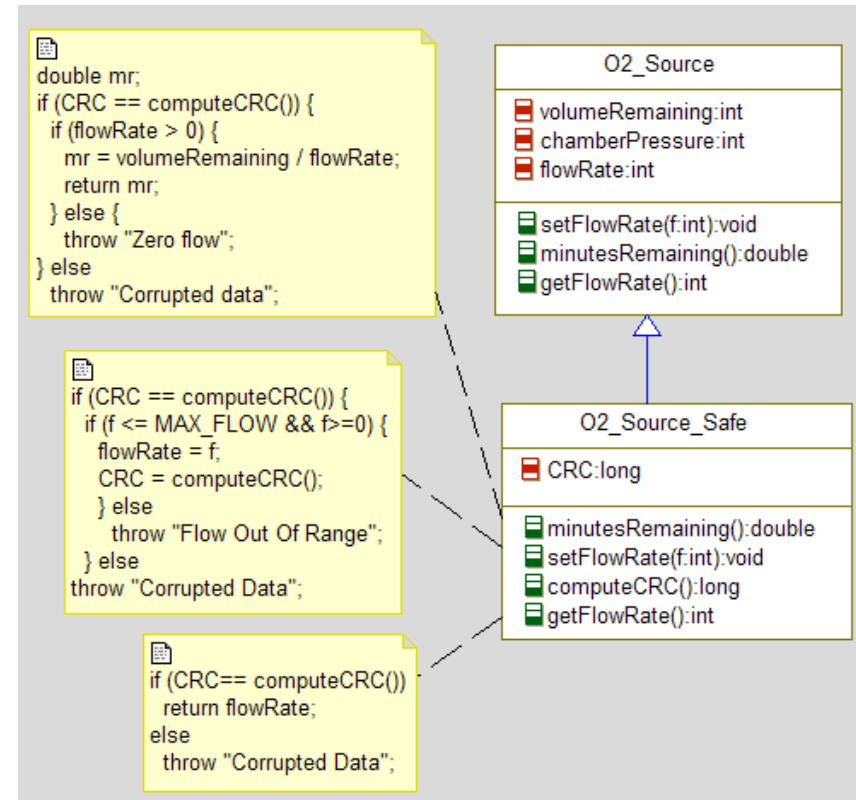 double mr;
if (CRC == computeCRC()) {
if (flowRate > 0) {
mr = volumeRemaining / flowRate;
return mr;
} else {
throw "Zero flow";
} else
throw "Corrupted data";
if (CRC == computeCRC()) {
if (f <= MAX_FLOW && f>=0) {
flowRate = f;
CRC = computeCRC();
} else
throw "Flow Out Of Range";
} else
throw "Corrupted Data";
if (CRC== computeCRC())
return flowRate;
else
throw "Corrupted Data";
O2_Source
volumeRemaining:int
chamberPressure:int
flowRate:int
setFlowRate(f:int):void
minutesRemaining():double
getFlowRate():int
O2_Source_Safe
CRC:long
minutesRemaining():double
setFlowRate(f:int):void
computeCRC():long
getFlowRate():int